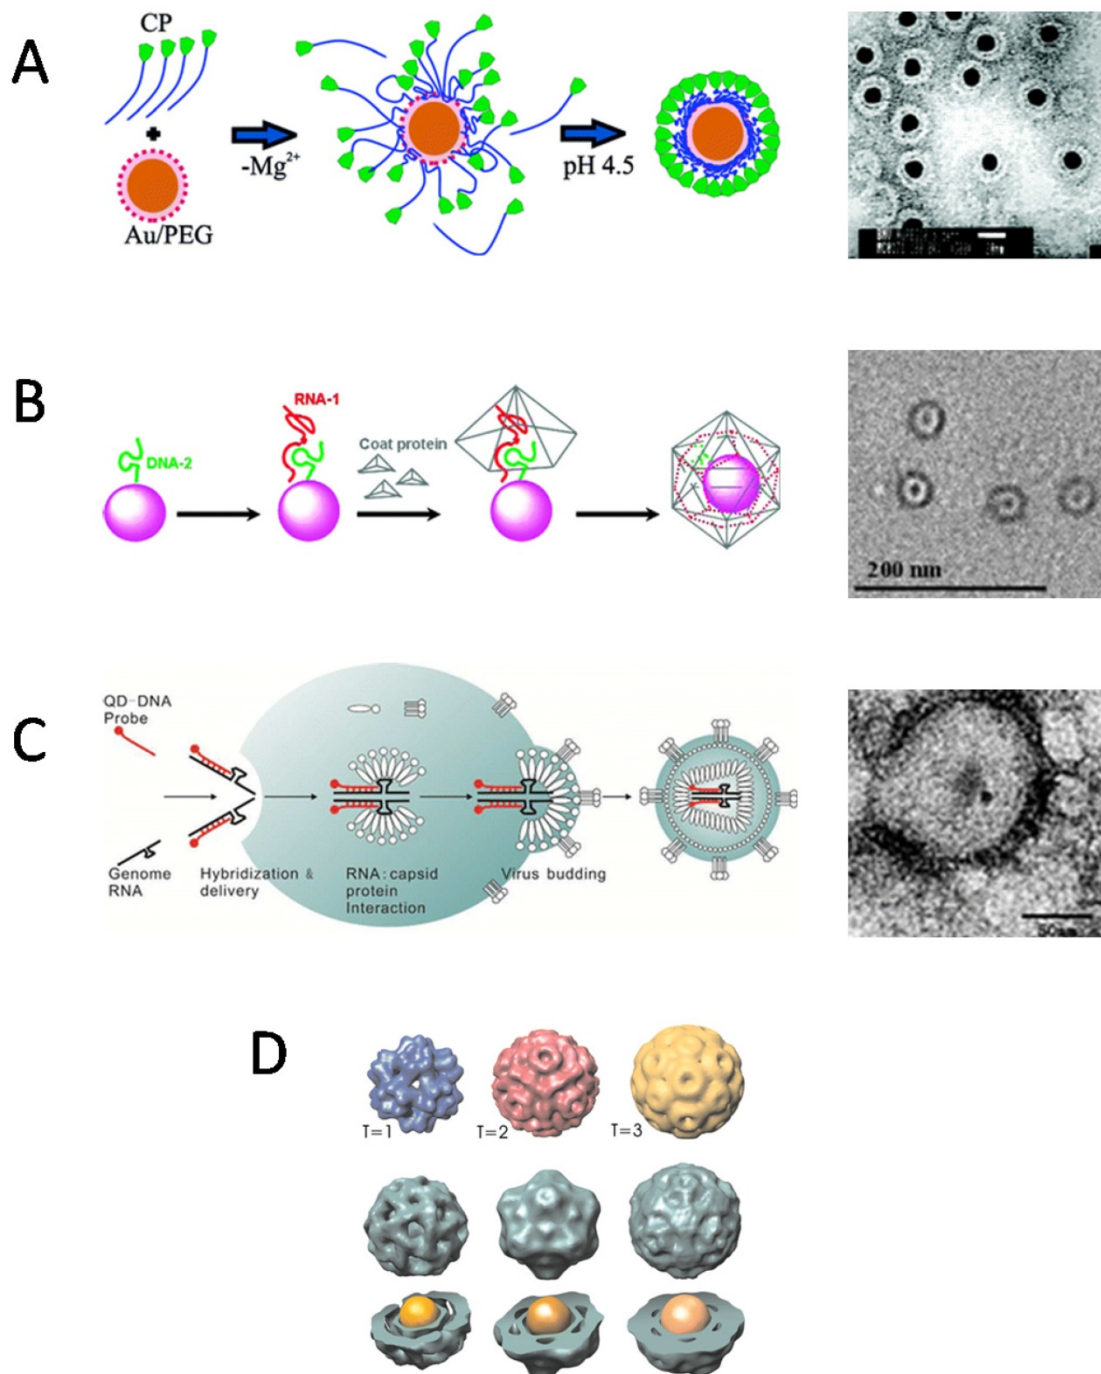 A
CP
+
Au/PEG
-Mg²⁺
pH 4.5
B
DNA-2
RNA-1
Coat protein
200 nm
C
QD-DNA
Probe
Genome
RNA
Hybridization &
delivery
RNA:capsid
protein
Interaction
Virus budding
D
T=1
T=2
T=3